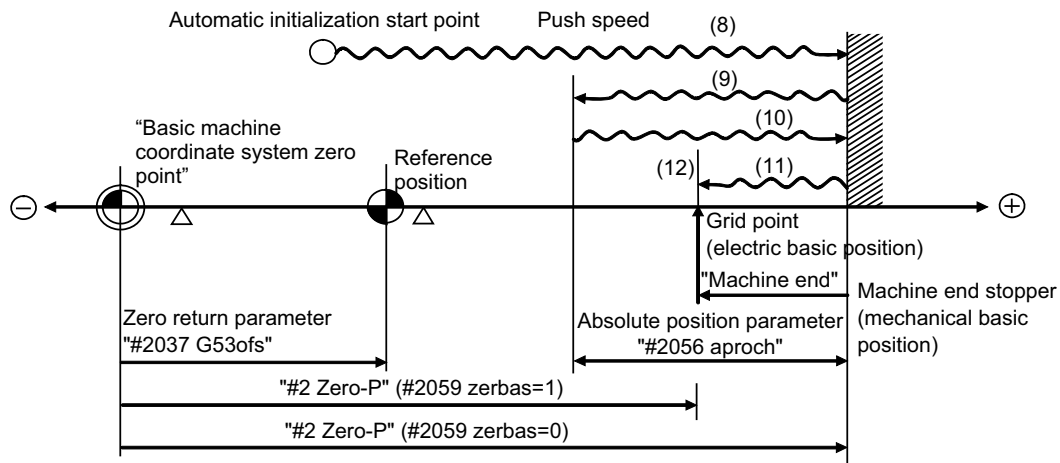 Automatic initialization start point
Push speed
(8)
(9)
(10)
(11)
(12)
“Basic machine
coordinate system zero
point”
Reference
position
−
+
Grid point
(electric basic position)
"Machine end"
Machine end stopper
(mechanical basic
position)
Zero return parameter
"#2037 G53ofs"
Absolute position parameter
"#2056 aproch"
"#2 Zero-P" (#2059 zerbas=1)
"#2 Zero-P" (#2059 zerbas=0)